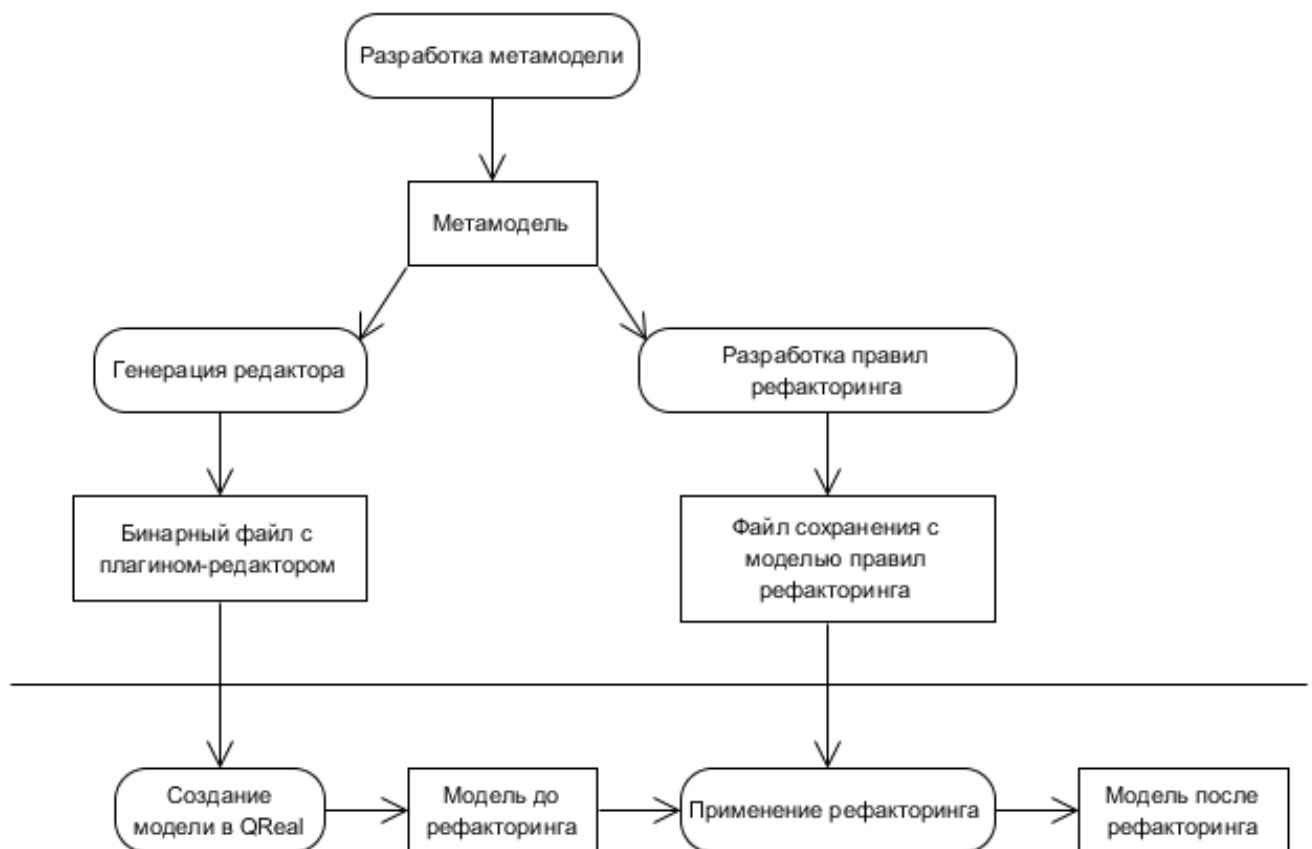 Разработка метамодели
Метамодель
Генерация редактора
Разработка правил
рефакторинга
Бинарный файл с
плагином-редактором
Файл сохранения с
моделью правил
рефакторинга
Создание
модели в QReal
Модель до
рефакторинга
Применение рефакторинга
Модель после
рефакторинга